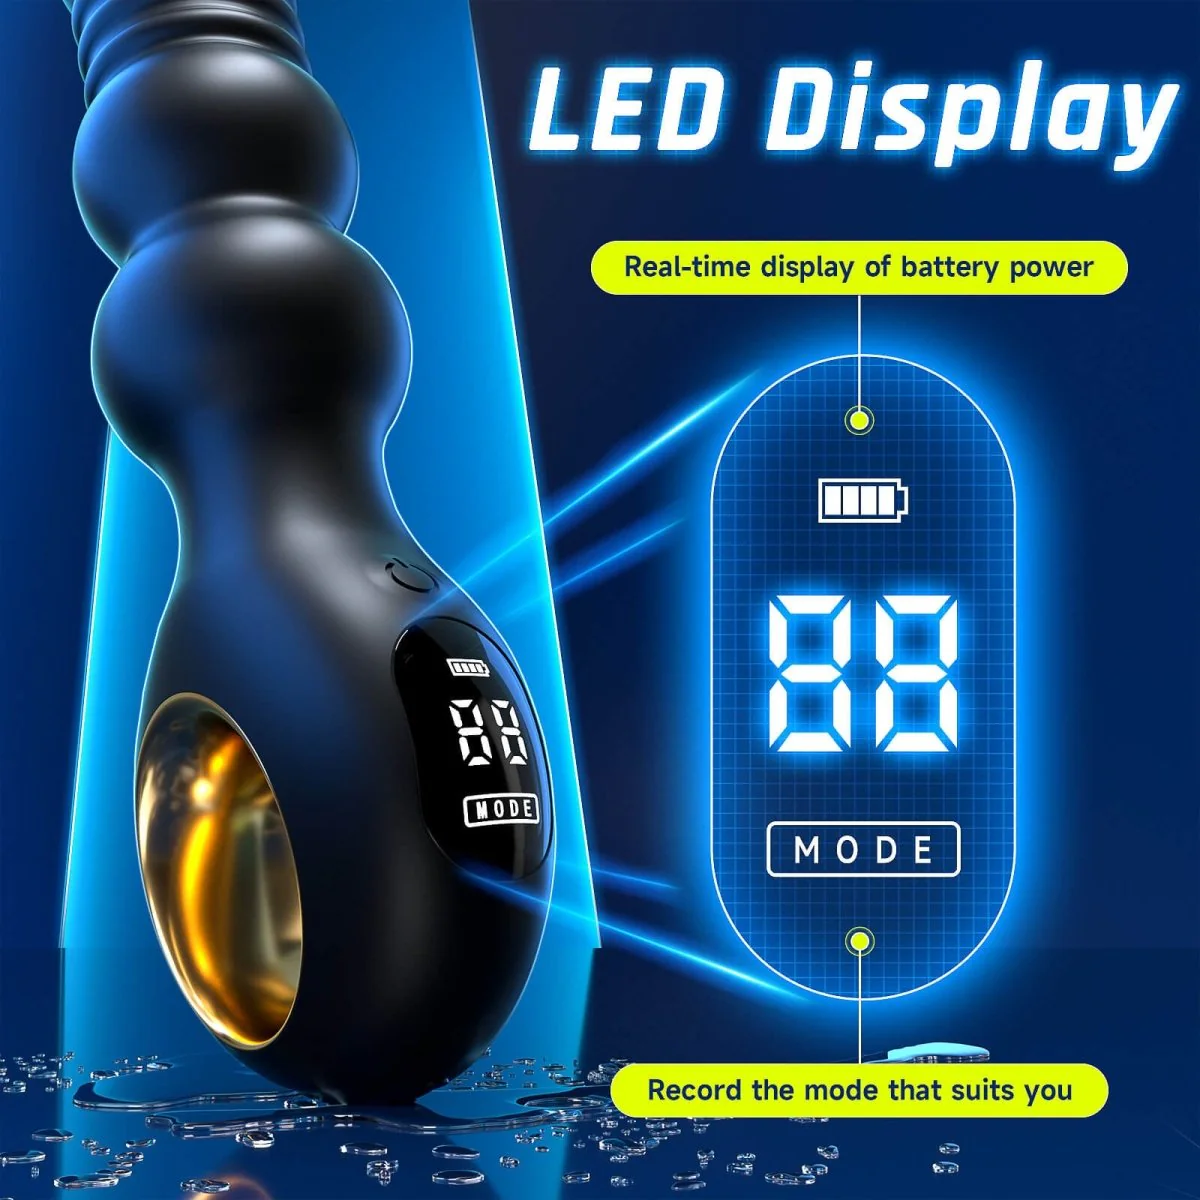 LED Display
Real-time display of battery power
88
MODE
88
MODE
Record the mode that suits you